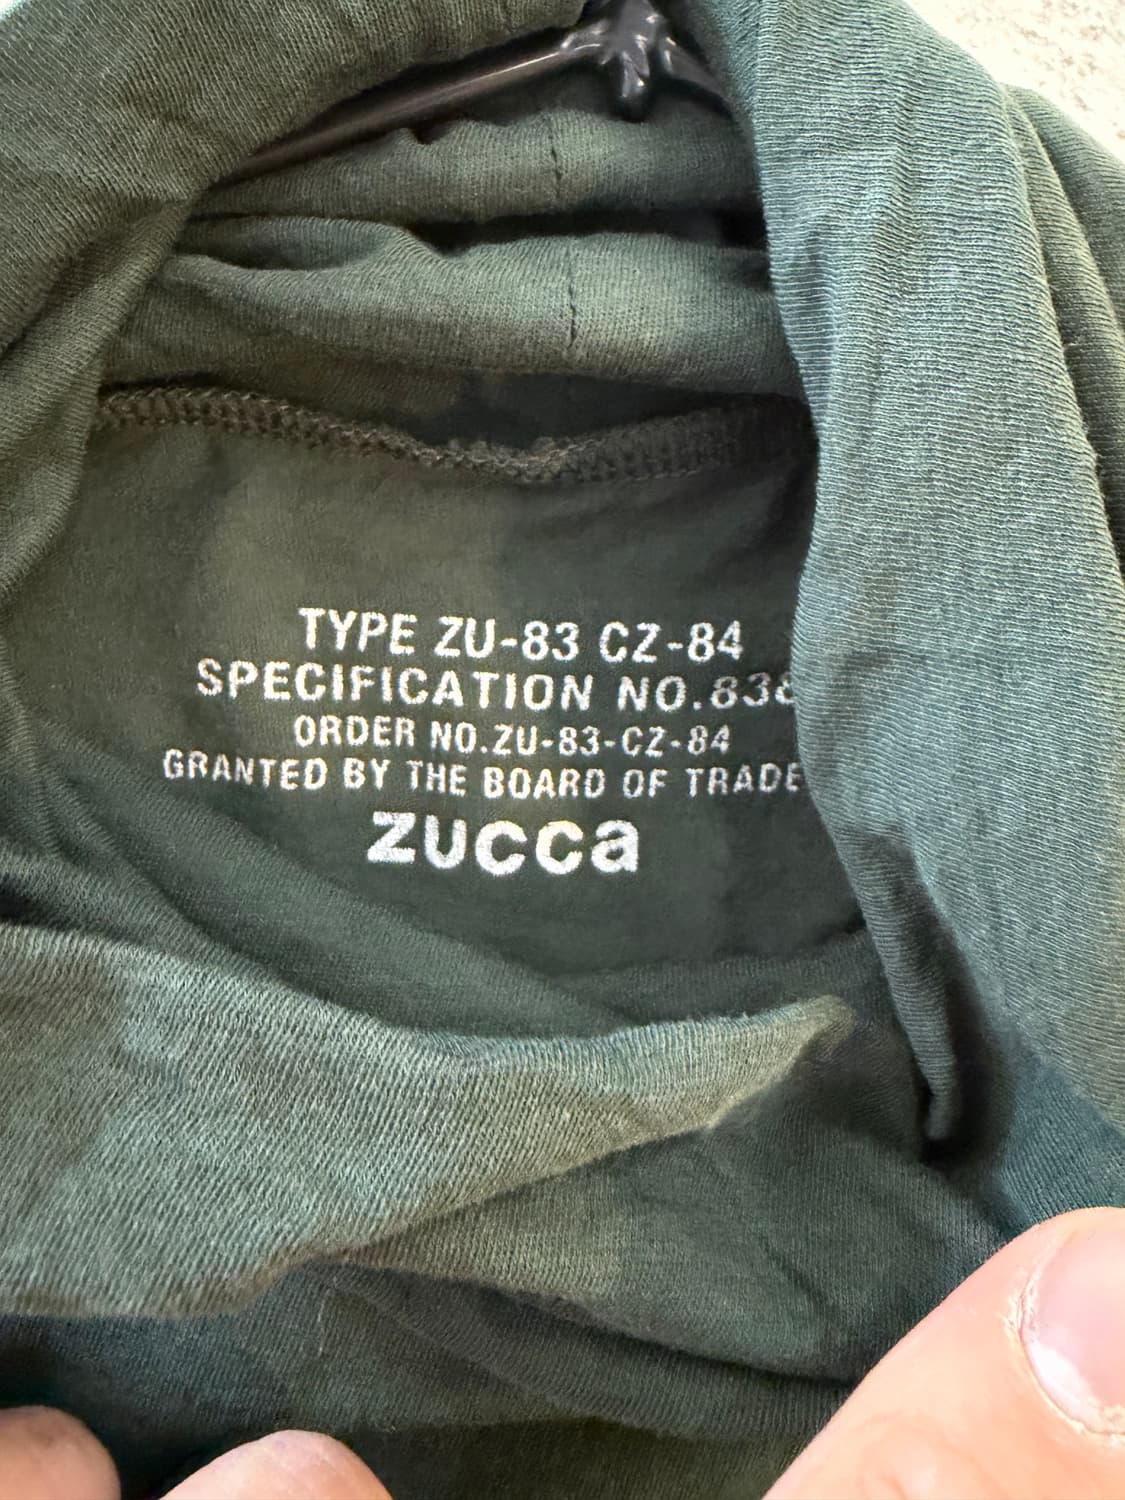 TYPE ZU-83 CZ-84
SPECIFICATION NO.838
ORDER NO.ZU-83-CZ-84
GRANTED BY THE BOARD OF TRADE
zucca